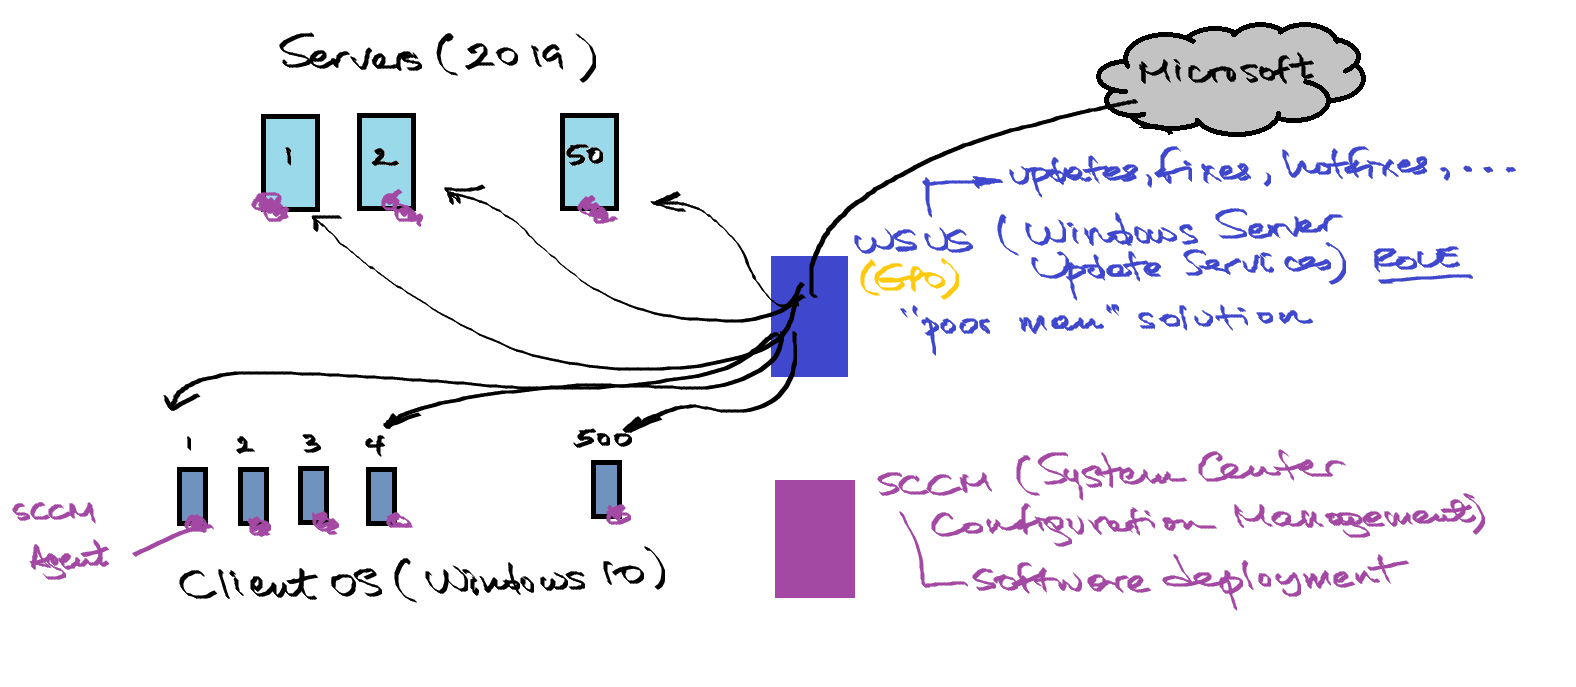 Servers (2019)
Microsoft
1 2 50
updates, fixes, hotfixes, ...
WSUS (Windows Server
Update Services) ROLE
(GPO)
"poor man" solution
1 2 3 4 500
SCCM
Agent
Client OS (Windows 10)
SCCM (System Center
Configuration Management)
Software deployment